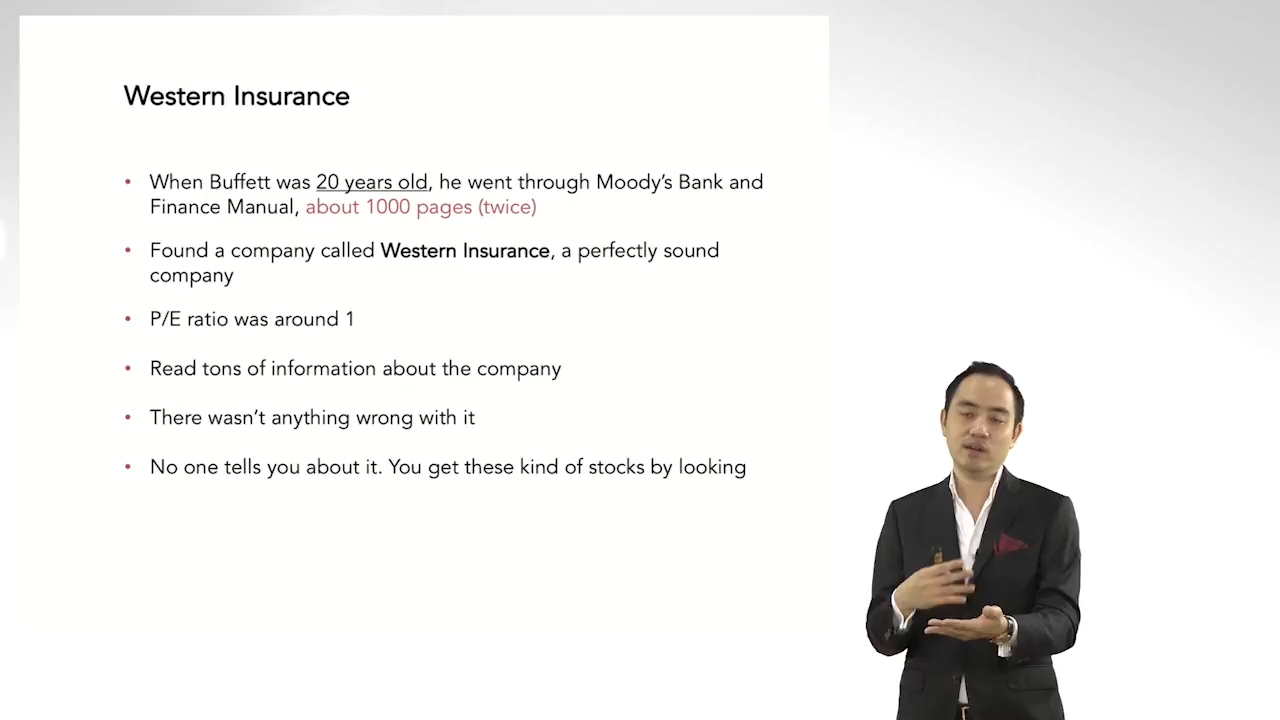 Western Insurance
• When Buffett was 20 years old, he went through Moody’s Bank and
Finance Manual, about 1000 pages (twice)
• Found a company called Western Insurance, a perfectly sound
company
• P/E ratio was around 1
• Read tons of information about the company
• There wasn’t anything wrong with it
• No one tells you about it. You get these kind of stocks by looking